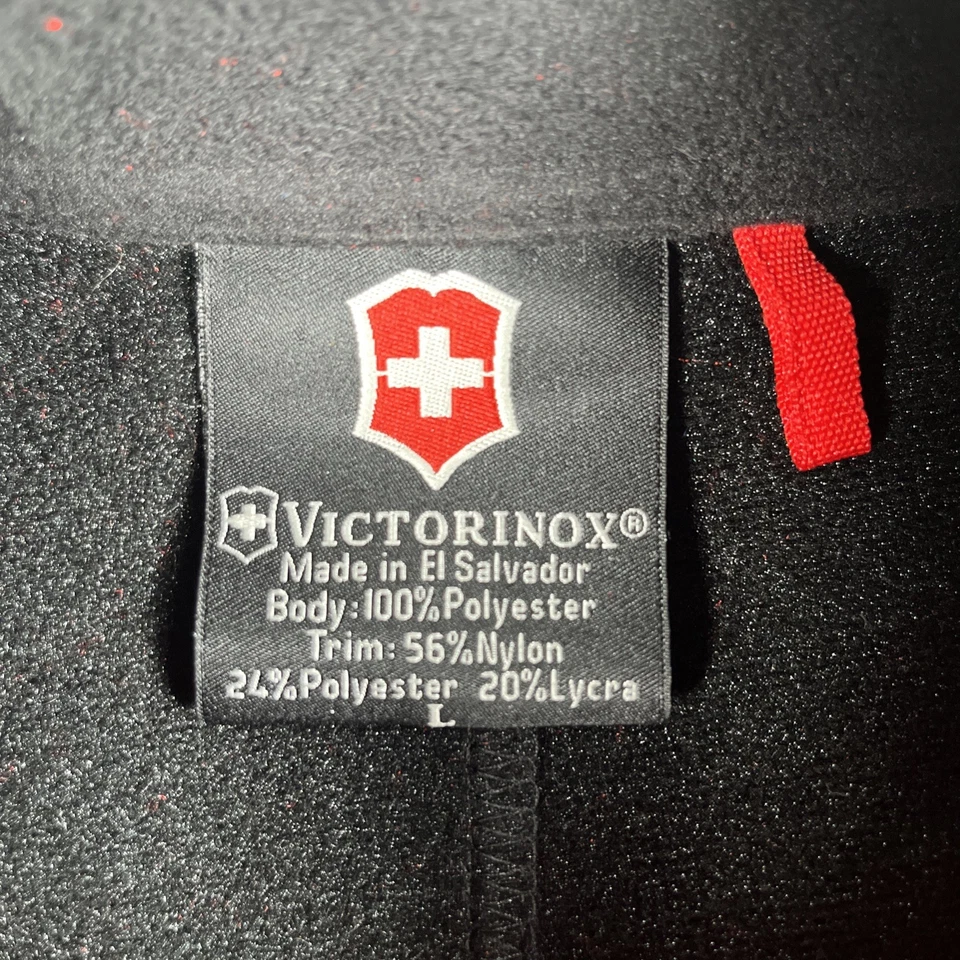 VICTORINOX®
Made in El Salvador
Body:100%Polyester
Trim:56%Nylon
24%Polyester 20%Lycra
L